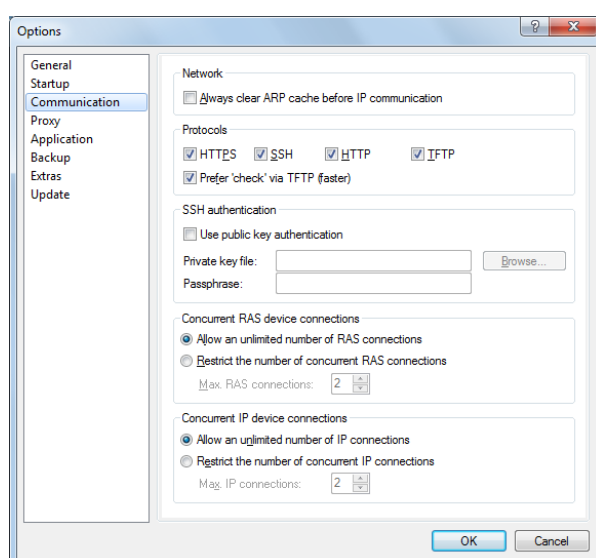 Options
General
Startup
Communication
Proxy
Application
Backup
Extras
Update
Network
Always clear ARP cache before IP communication
Protocols
HTTPS SSH HTTP TFTP
Prefer 'check' via TFTP (faster)
SSH authentication
Use public key authentication
Private key file: Browse...
Passphrase:
Concurrent RAS device connections
Allow an unlimited number of RAS connections
Restrict the number of concurrent RAS connections
Max. RAS connections: 2
Concurrent IP device connections
Allow an unlimited number of IP connections
Restrict the number of concurrent IP connections
Max. IP connections: 2
OK Cancel